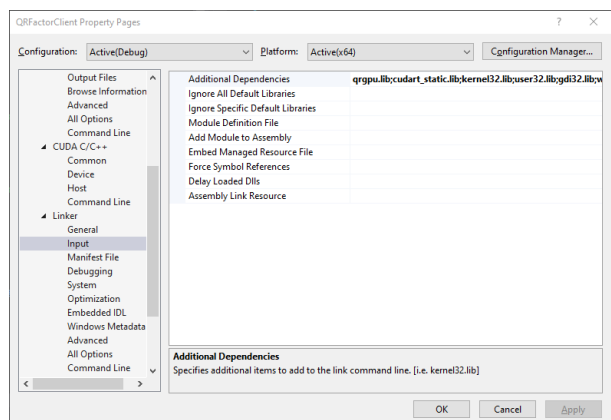 QRFactorClient Property Pages
? ×
Configuration: Active(Debug) Platform: Active(x64) Configuration Manager...
Output Files
Browse Information
Advanced
All Options
Command Line
CUDA C/C++
Common
Device
Host
Command Line
Linker
General
Input
Manifest File
Debugging
System
Optimization
Embedded IDL
Windows Metadata
Advanced
All Options
Command Line
Additional Dependencies qrgpu.lib;cudart_static.lib;kernel32.lib;user32.lib;gdi32.lib;w
Ignore All Default Libraries
Ignore Specific Default Libraries
Module Definition File
Add Module to Assembly
Embed Managed Resource File
Force Symbol References
Delay Loaded Dlls
Assembly Link Resource
Additional Dependencies
Specifies additional items to add to the link command line. [i.e. kernel32.lib]
OK Cancel Apply